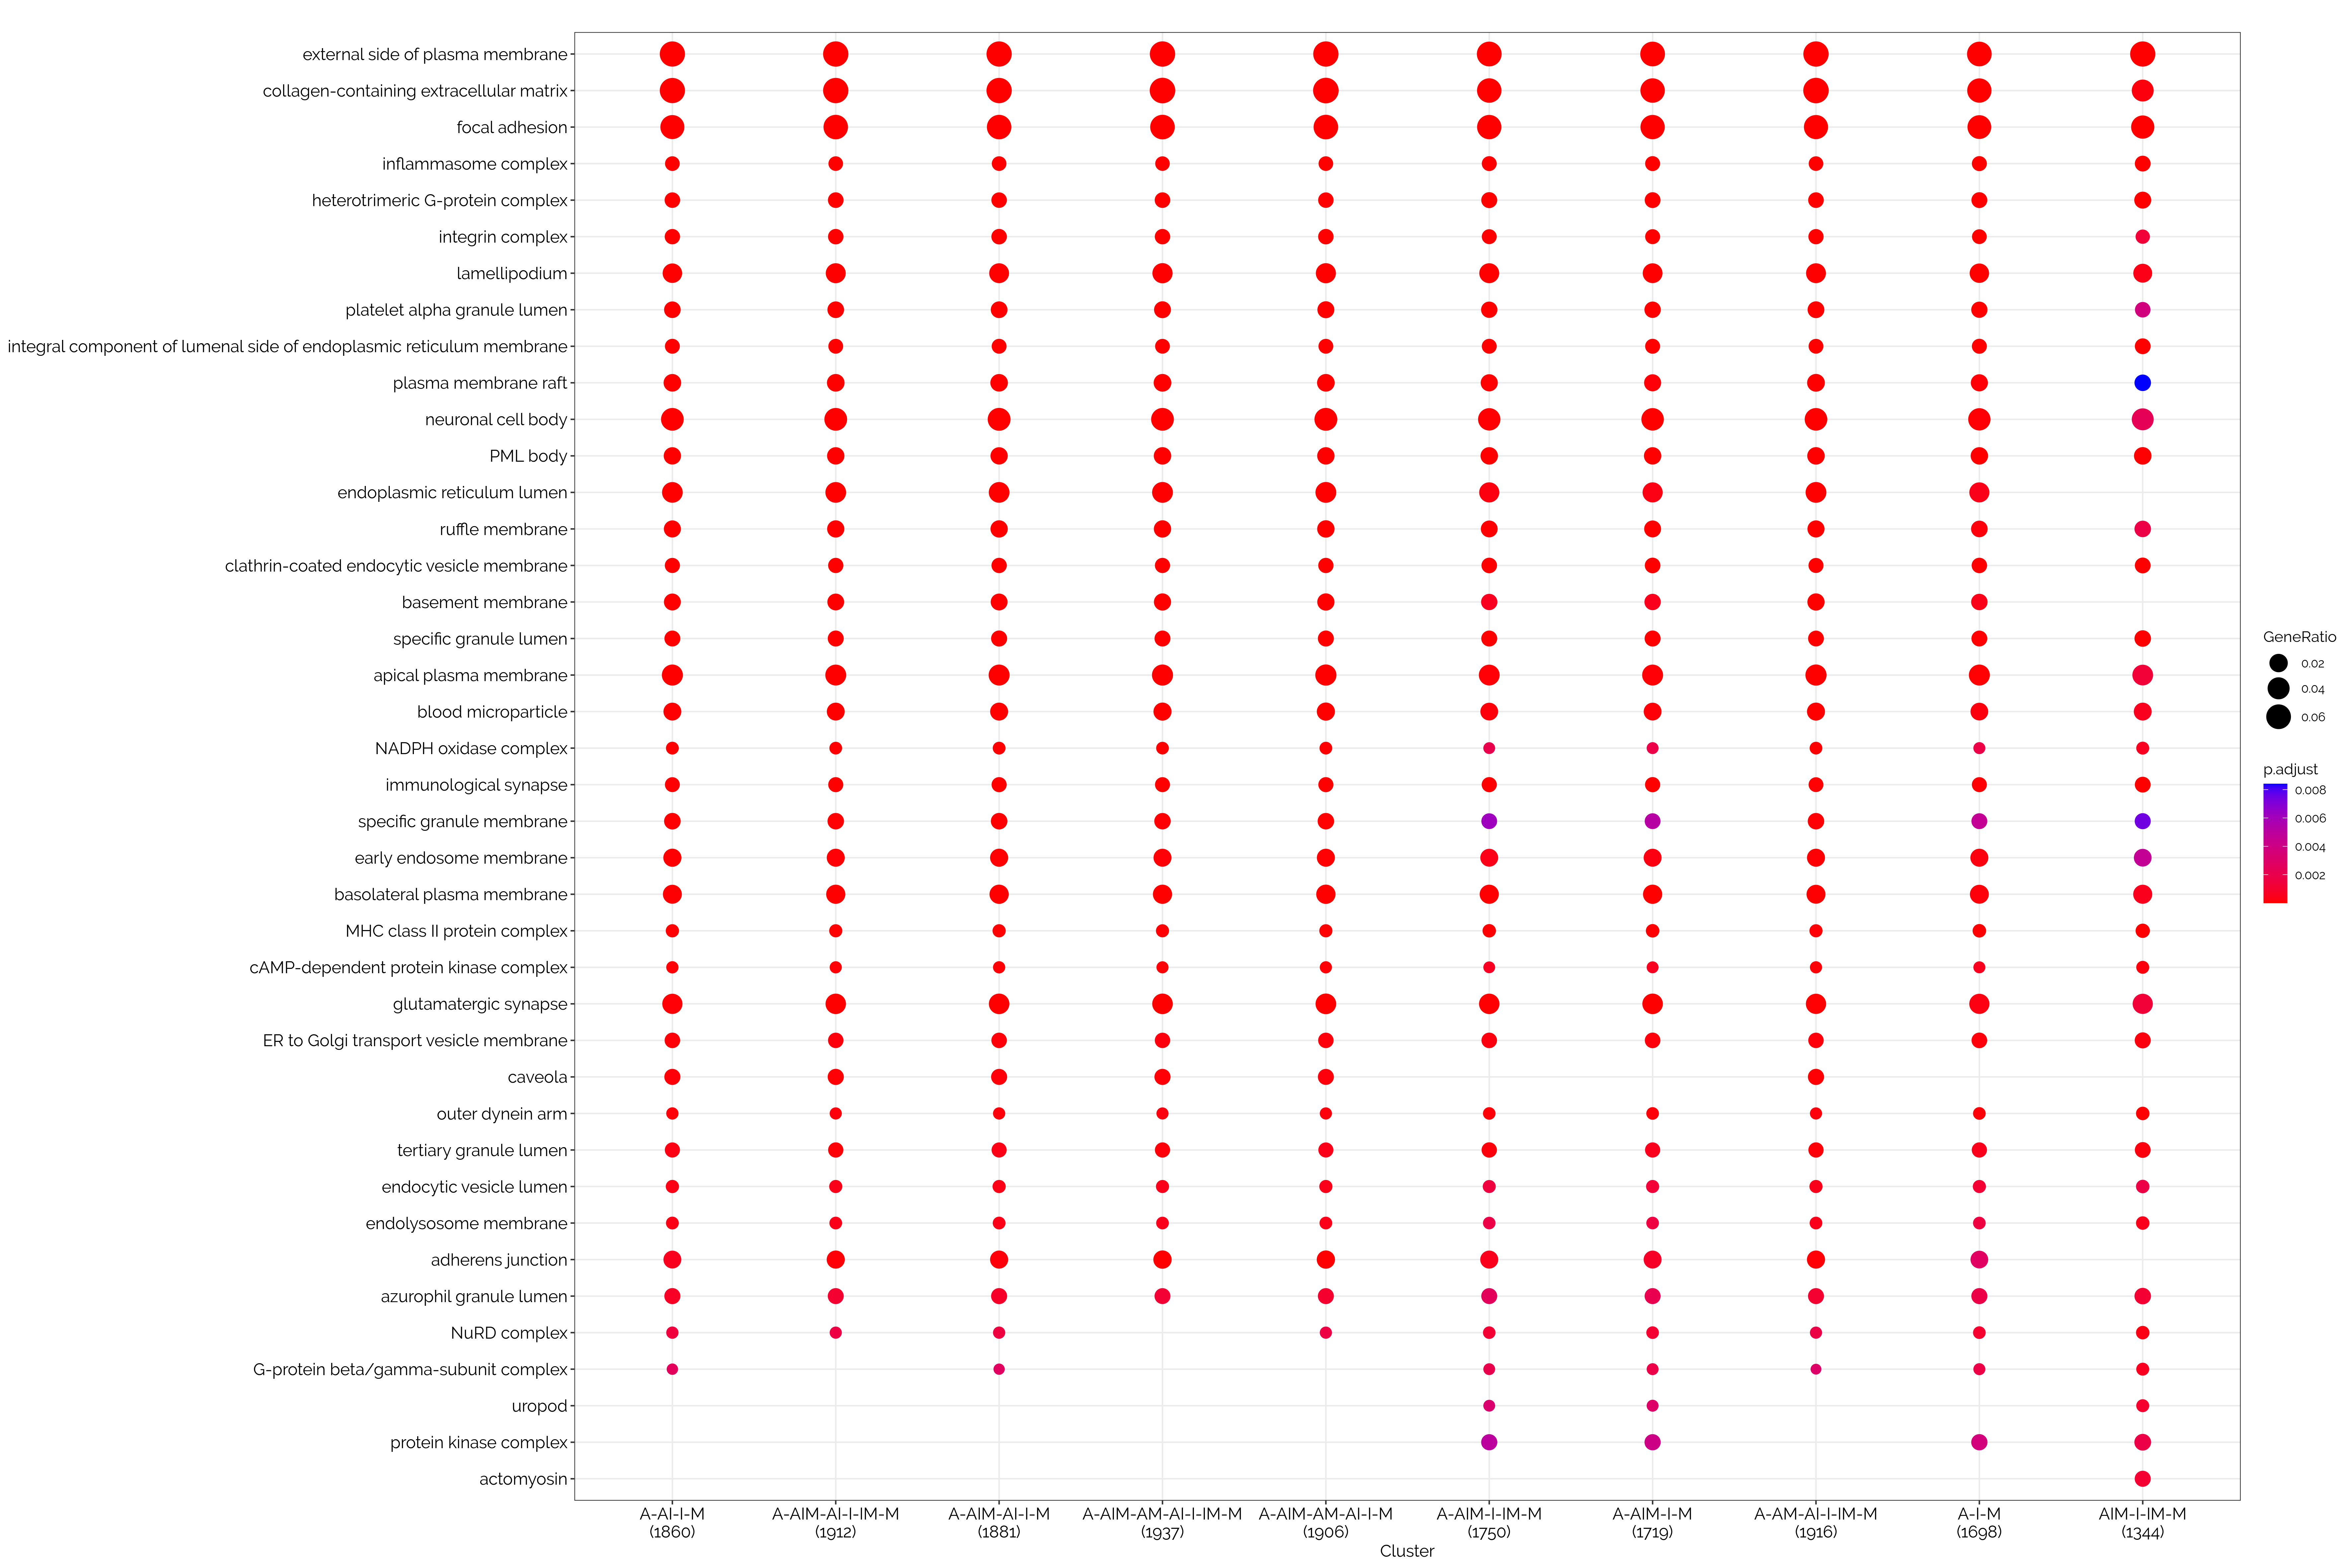 external side of plasma membrane
collagen-containing extracellular matrix
focal adhesion
inflammasome complex
heterotrimeric G-protein complex
integrin complex
lamellipodium
platelet alpha granule lumen
integral component of lumenal side of endoplasmic reticulum membrane
plasma membrane raft
neuronal cell body
PML body
endoplasmic reticulum lumen
ruffle membrane
clathrin-coated endocytic vesicle membrane
basement membrane
specific granule lumen
apical plasma membrane
blood microparticle
NADPH oxidase complex
immunological synapse
specific granule membrane
early endosome membrane
basolateral plasma membrane
MHC class II protein complex
cAMP-dependent protein kinase complex
glutamatergic synapse
ER to Golgi transport vesicle membrane
caveola
outer dynein arm
tertiary granule lumen
endocytic vesicle lumen
endolysosome membrane
adherens junction
azurophil granule lumen
NuRD complex
G-protein beta/gamma-subunit complex
uropod
protein kinase complex
actomyosin
A-AI-I-M A-AIM-AI-I-IM-M A-AIM-AI-I-M A-AIM-AM-AI-I-IM-M A-AIM-AM-AI-I-M A-AIM-I-IM-M A-AIM-I-M A-AM-AI-I-IM-M A-I-M AIM-I-IM-M
(1860) (1912) (1881) (1937) (1906) (1750) (1719) (1916) (1698) (1344)
Cluster
GeneRatio
0.02
0.04
0.06
p.adjust
0.008
0.006
0.004
0.002